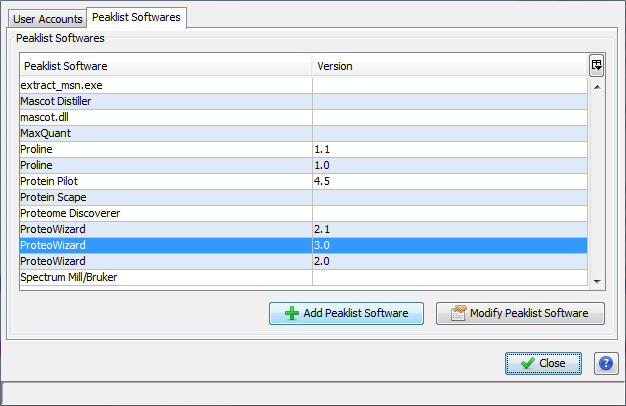 User Accounts Peaklist Softwares
Peaklist Softwares
Peaklist Software Version
extract_msn.exe
Mascot Distiller
mascot.dll
MaxQuant
Proline 1.1
Proline 1.0
Protein Pilot 4.5
Protein Scape
Proteome Discoverer
ProteoWizard 2.1
ProteoWizard 3.0
ProteoWizard 2.0
Spectrum Mill/Bruker
Add Peaklist Software Modify Peaklist Software
Close ?